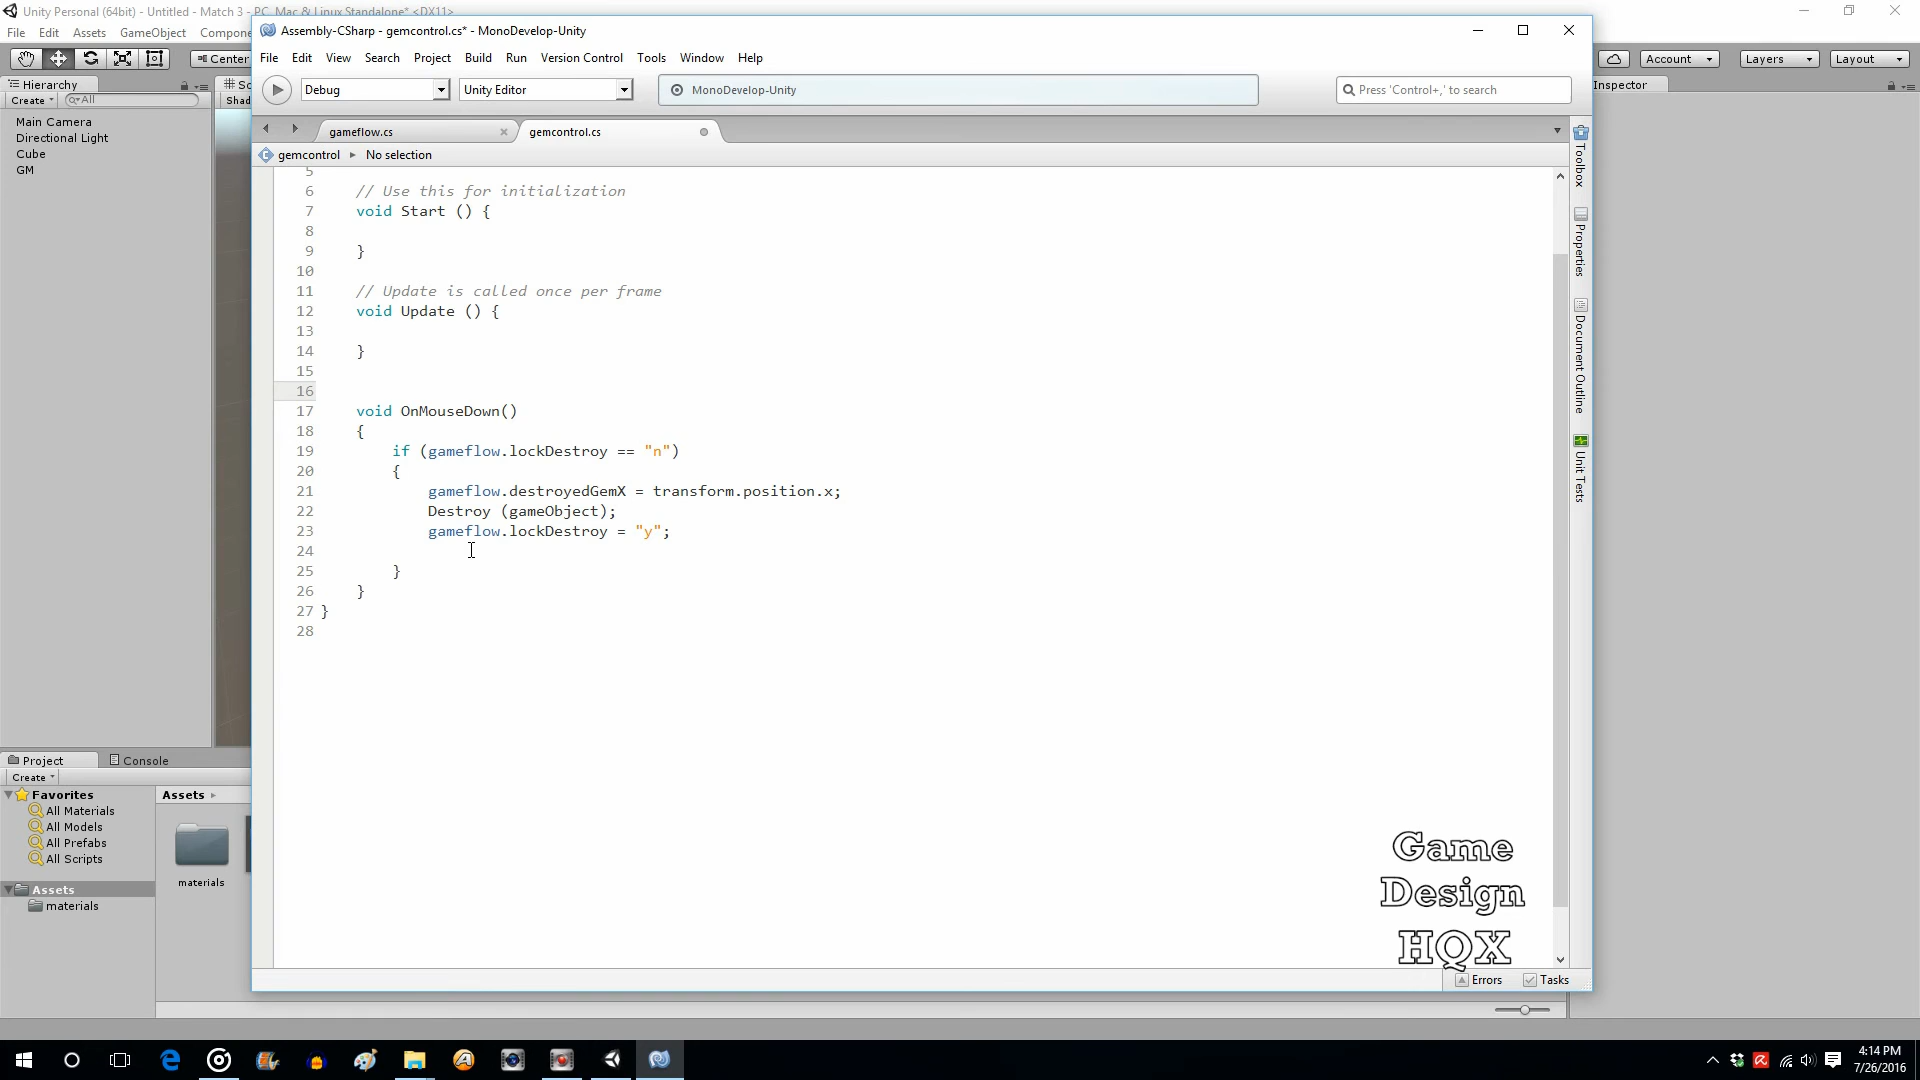 Unity Personal (64bit) - Untitled - Match 3 - PC, Mac & Linux Standalone* <DX11>
File Edit Assets GameObject Compone
Center
Account
Layers
Layout
Hierarchy
Create
All
Main Camera
Directional Light
Cube
GM
Shad
Inspector
Assembly-CSharp - gemcontrol.cs* - MonoDevelop-Unity
File Edit View Search Project Build Run Version Control Tools Window Help
Debug
Unity Editor
MonoDevelop-Unity
Press 'Control+,' to search
gameflow.cs
gemcontrol.cs
gemcontrol
No selection
5
6 // Use this for initialization
7 void Start () {
8
9 }
10
11 // Update is called once per frame
12 void Update () {
13
14 }
15
16
17 void OnMouseDown()
18 {
19 if (gameflow.lockDestroy == "n")
20 {
21 gameflow.destroyedGemX = transform.position.x;
22 Destroy (gameObject);
23 gameflow.lockDestroy = "y";
24
25 }
26 }
27 }
28
Toolbox
Properties
Document Outline
Unit Tests
Errors
Tasks
Project
Console
Create
Favorites
All Materials
All Models
All Prefabs
All Scripts
Assets
materials
Assets
materials
Game
Design
HQX
4:14 PM
7/26/2016